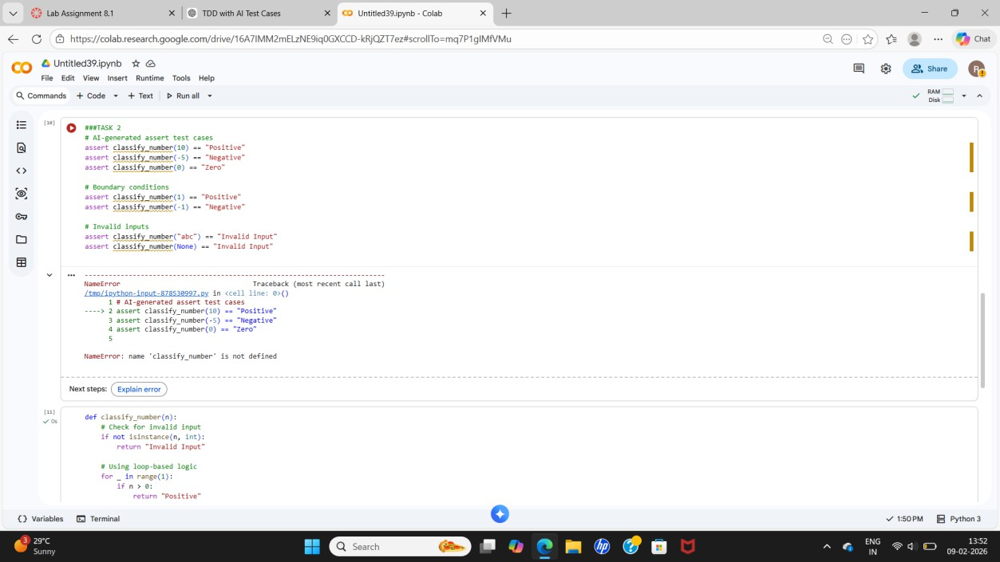 Lab Assignment 8.1
TDD with AI Test Cases
Untitled39.ipynb - Colab
https://colab.research.google.com/drive/16A7IMM2mELzNE9iq0GXCCD-kRjQZT7ez#scrollTo=mq7P1gIMfVMu
Chat
Untitled39.ipynb
File Edit View Insert Runtime Tools Help
Share
R
Commands + Code + Text Run all
RAM
Disk
[10]
###TASK 2
# AI-generated assert test cases
assert classify_number(10) == "Positive"
assert classify_number(-5) == "Negative"
assert classify_number(0) == "Zero"
# Boundary conditions
assert classify_number(1) == "Positive"
assert classify_number(-1) == "Negative"
# Invalid inputs
assert classify_number("abc") == "Invalid Input"
assert classify_number(None) == "Invalid Input"
---------------------------------------------------------------------------
NameError Traceback (most recent call last)
/tmp/ipython-input-878530997.py in <cell line: 0>()
1 # AI-generated assert test cases
----> 2 assert classify_number(10) == "Positive"
3 assert classify_number(-5) == "Negative"
4 assert classify_number(0) == "Zero"
5
NameError: name 'classify_number' is not defined
Next steps: Explain error
[11]
0s
def classify_number(n):
# Check for invalid input
if not isinstance(n, int):
return "Invalid Input"
# Using loop-based logic
for _ in range(1):
if n > 0:
return "Positive"
Variables Terminal
1:50 PM Python 3
3
29°C
Sunny
Search
hp
ENG
IN
13:52
09-02-2026